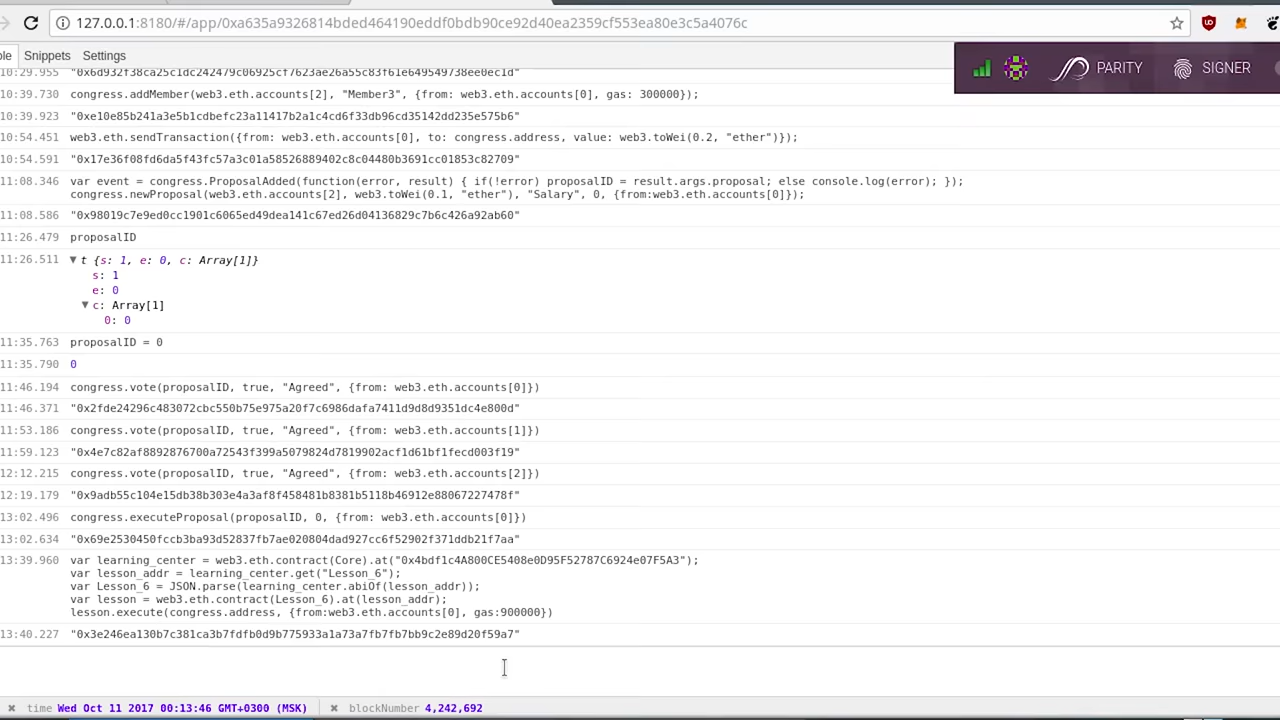 127.0.0.1:8180/#/app/0xa635a9326814bded464190eddf0bdb90ce92d40ea2359cf553ea80e3c5a4076c
Snippets Settings
PARITY SIGNER
10:29.955 "0x6d932f38ca25c1dc242479c06925cf7623ae26a55c83f61e649549738ee0ec1d"
10:39.730 congress.addMember(web3.eth.accounts[2], "Member3", {from: web3.eth.accounts[0], gas: 300000});
10:39.923 "0xe10e85b241a3e5b1cdbefc23a11417b2a1c4cd6f33db96cd35142dd235e575b6"
10:54.451 web3.eth.sendTransaction({from: web3.eth.accounts[0], to: congress.address, value: web3.toWei(0.2, "ether")});
10:54.591 "0x17e36f08fd6da5f43fc57a3c01a58526889402c8c04480b3691cc01853c82709"
11:08.346 var event = congress.ProposalAdded(function(error, result) { if(!error) proposalID = result.args.proposal; else console.log(error); });
congress.newProposal(web3.eth.accounts[2], web3.toWei(0.1, "ether"), "Salary", 0, {from:web3.eth.accounts[0]});
11:08.586 "0x98019c7e9ed0cc1901c6065ed49dea141c67ed26d04136829c7b6c426a92ab60"
11:26.479 proposalID
11:26.511 ▼ t {s: 1, e: 0, c: Array[1]}
s: 1
e: 0
▼ c: Array[1]
0: 0
11:35.763 proposalID = 0
11:35.790 0
11:46.194 congress.vote(proposalID, true, "Agreed", {from: web3.eth.accounts[0]})
11:46.371 "0x2fde24296c483072cbc550b75e975a20f7c6986dafa7411d9d8d9351dc4e800d"
11:53.186 congress.vote(proposalID, true, "Agreed", {from: web3.eth.accounts[1]})
11:59.123 "0x4e7c82af8892876700a72543f399a5079824d7819902acf1d61bf1fecd003f19"
12:12.215 congress.vote(proposalID, true, "Agreed", {from: web3.eth.accounts[2]})
12:19.179 "0x9adb55c104e15db38b303e4a3af8f458481b8381b5118b46912e88067227478f"
13:02.496 congress.executeProposal(proposalID, 0, {from: web3.eth.accounts[0]})
13:02.634 "0x69e2530450fccb3ba93d52837fb7ae020804dad927cc6f52902f371ddb21f7aa"
13:39.960 var learning_center = web3.eth.contract(Core).at("0x4bdf1c4A800CE5408e0D95F52787C6924e07F5A3");
var lesson_addr = learning_center.get("Lesson_6");
var Lesson_6 = JSON.parse(learning_center.abiOf(lesson_addr));
var lesson = web3.eth.contract(Lesson_6).at(lesson_addr);
lesson.execute(congress.address, {from:web3.eth.accounts[0], gas:900000})
13:40.227 "0x3e246ea130b7c381ca3b7fdfb0d9b775933a1a73a7fb7fb7bb9c2e89d20f59a7"
time Wed Oct 11 2017 00:13:46 GMT+0300 (MSK) blockNumber 4,242,692